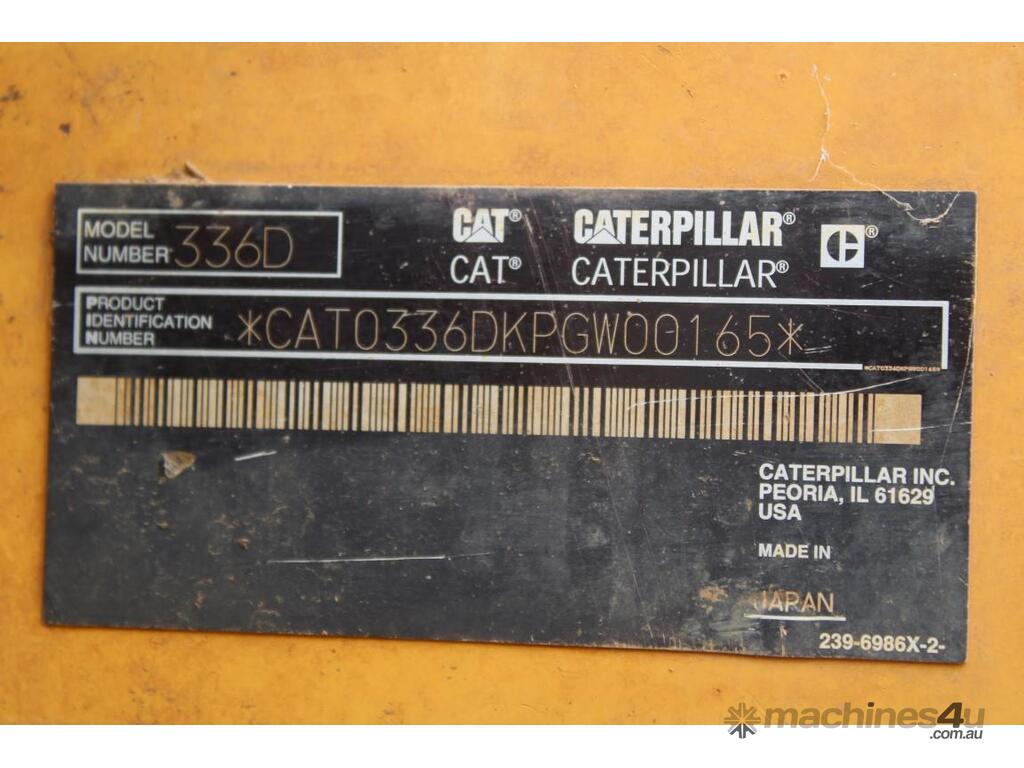 MODEL NUMBER 336D
CAT® CATERPILLAR® C®
CAT® CATERPILLAR®
PRODUCT IDENTIFICATION NUMBER *CAT0336DKPGW00165*
*CAT0336DKPGW00165*
CATERPILLAR INC.
PEORIA, IL 61629
USA
MADE IN
JAPAN
239-6986X-2-
machines4u
.com.au